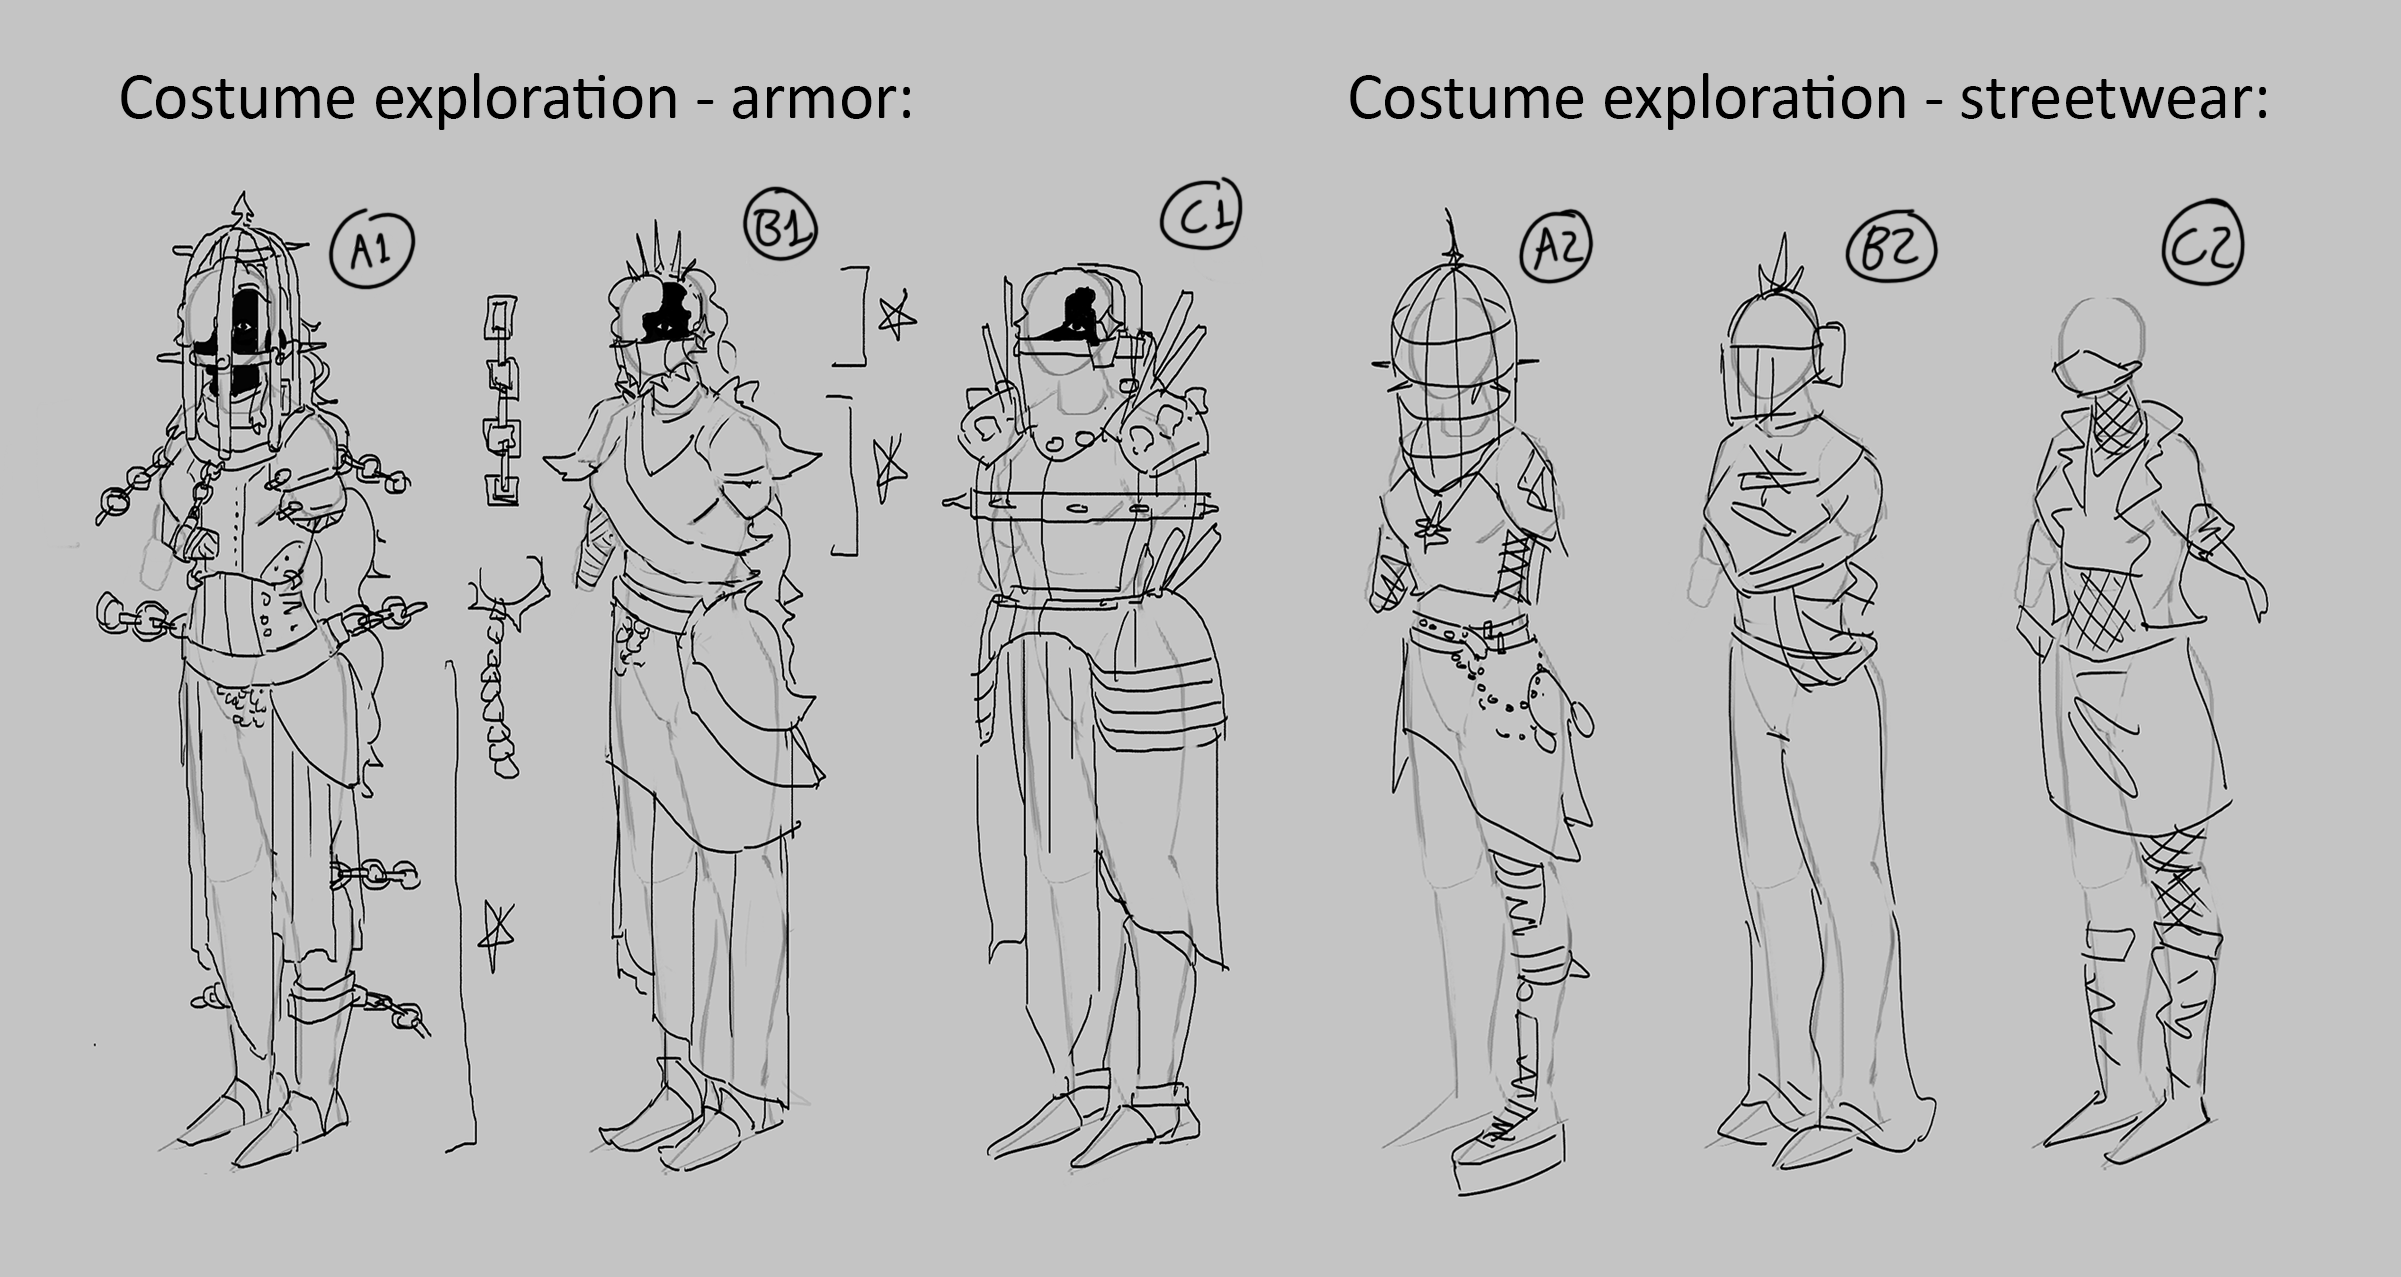 Costume exploration - armor:
Costume exploration - streetwear:
A1
B1
C1
A2
B2
C2